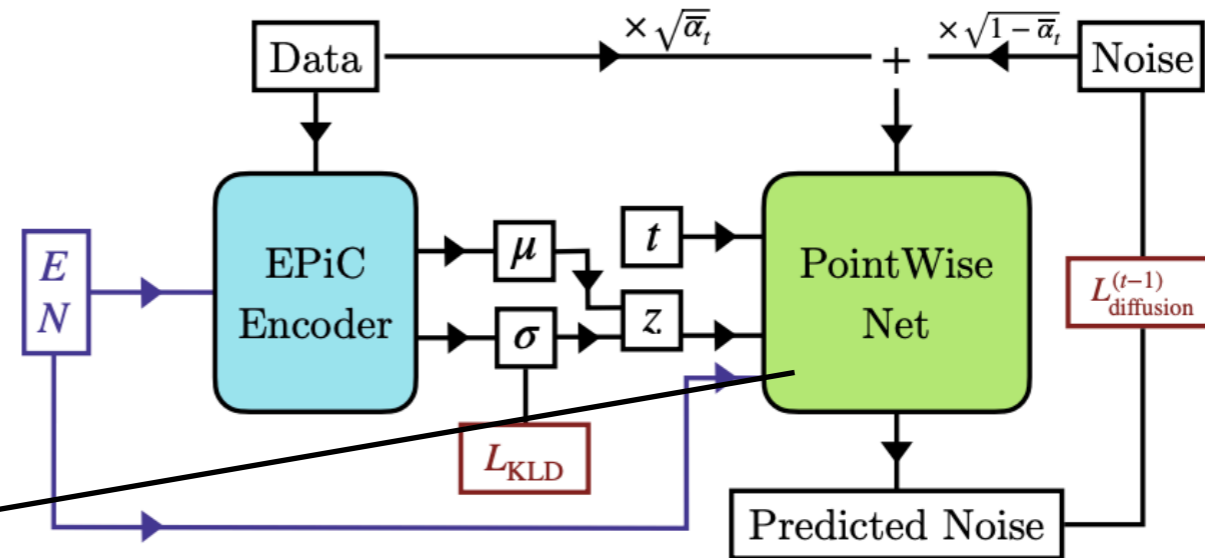 Data
× √ᾱₜ
+
× √1 − ᾱₜ
Noise
E
N
EPiC
Encoder
μ
σ
t
z
PointWise
Net
L_diffusion^(t−1)
L_KLD
Predicted Noise